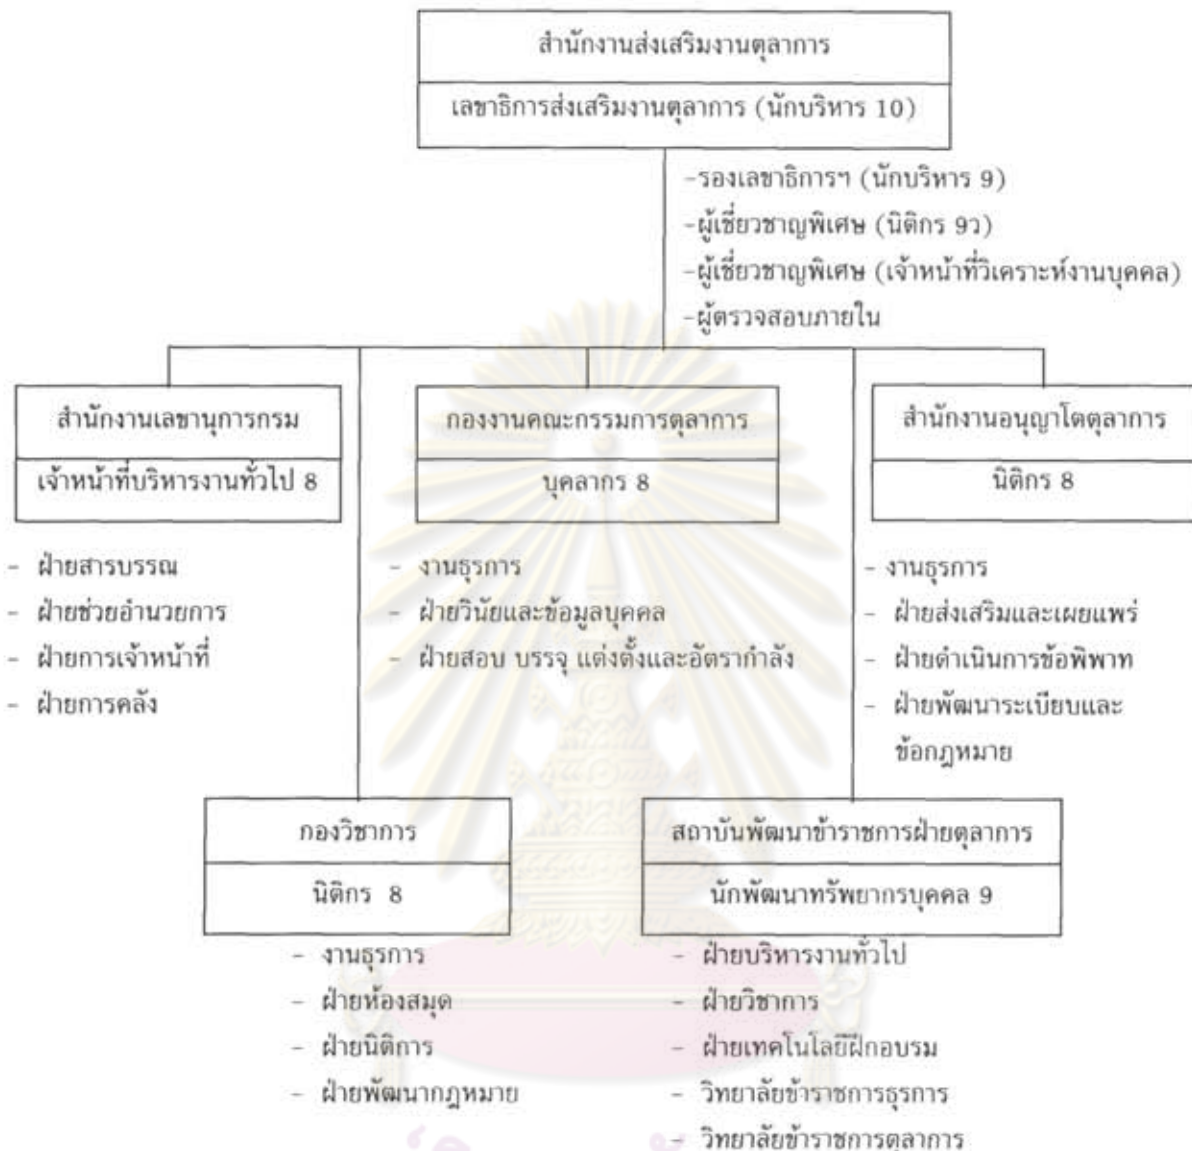 สำนักงานส่งเสริมงานตุลาการ
เลขาธิการส่งเสริมงานตุลาการ (นักบริหาร 10)
-รองเลขาธิการฯ (นักบริหาร 9)
-ผู้เชี่ยวชาญพิเศษ (นิติกร 9ว)
-ผู้เชี่ยวชาญพิเศษ (เจ้าหน้าที่วิเคราะห์งานบุคคล)
-ผู้ตรวจสอบภายใน
สำนักงานเลขานุการกรม
เจ้าหน้าที่บริหารงานทั่วไป 8
- ฝ่ายสารบรรณ
- ฝ่ายช่วยอำนวยการ
- ฝ่ายการเจ้าหน้าที่
- ฝ่ายการคลัง
กองงานคณะกรรมการตุลาการ
บุคลากร 8
- งานธุรการ
- ฝ่ายวินัยและข้อมูลบุคคล
- ฝ่ายสอบ บรรจุ แต่งตั้งและอัตรากำลัง
สำนักงานอนุญาโตตุลาการ
นิติกร 8
- งานธุรการ
- ฝ่ายส่งเสริมและเผยแพร่
- ฝ่ายดำเนินการข้อพิพาท
- ฝ่ายพัฒนาระเบียบและ
ข้อกฎหมาย
กองวิชาการ
นิติกร 8
- งานธุรการ
- ฝ่ายห้องสมุด
- ฝ่ายนิติการ
- ฝ่ายพัฒนากฎหมาย
สถาบันพัฒนาข้าราชการฝ่ายตุลาการ
นักพัฒนาทรัพยากรบุคคล 9
- ฝ่ายบริหารงานทั่วไป
- ฝ่ายวิชาการ
- ฝ่ายเทคโนโลยีฝึกอบรม
- วิทยาลัยข้าราชการธุรการ
- วิทยาลัยข้าราชการตุลาการ